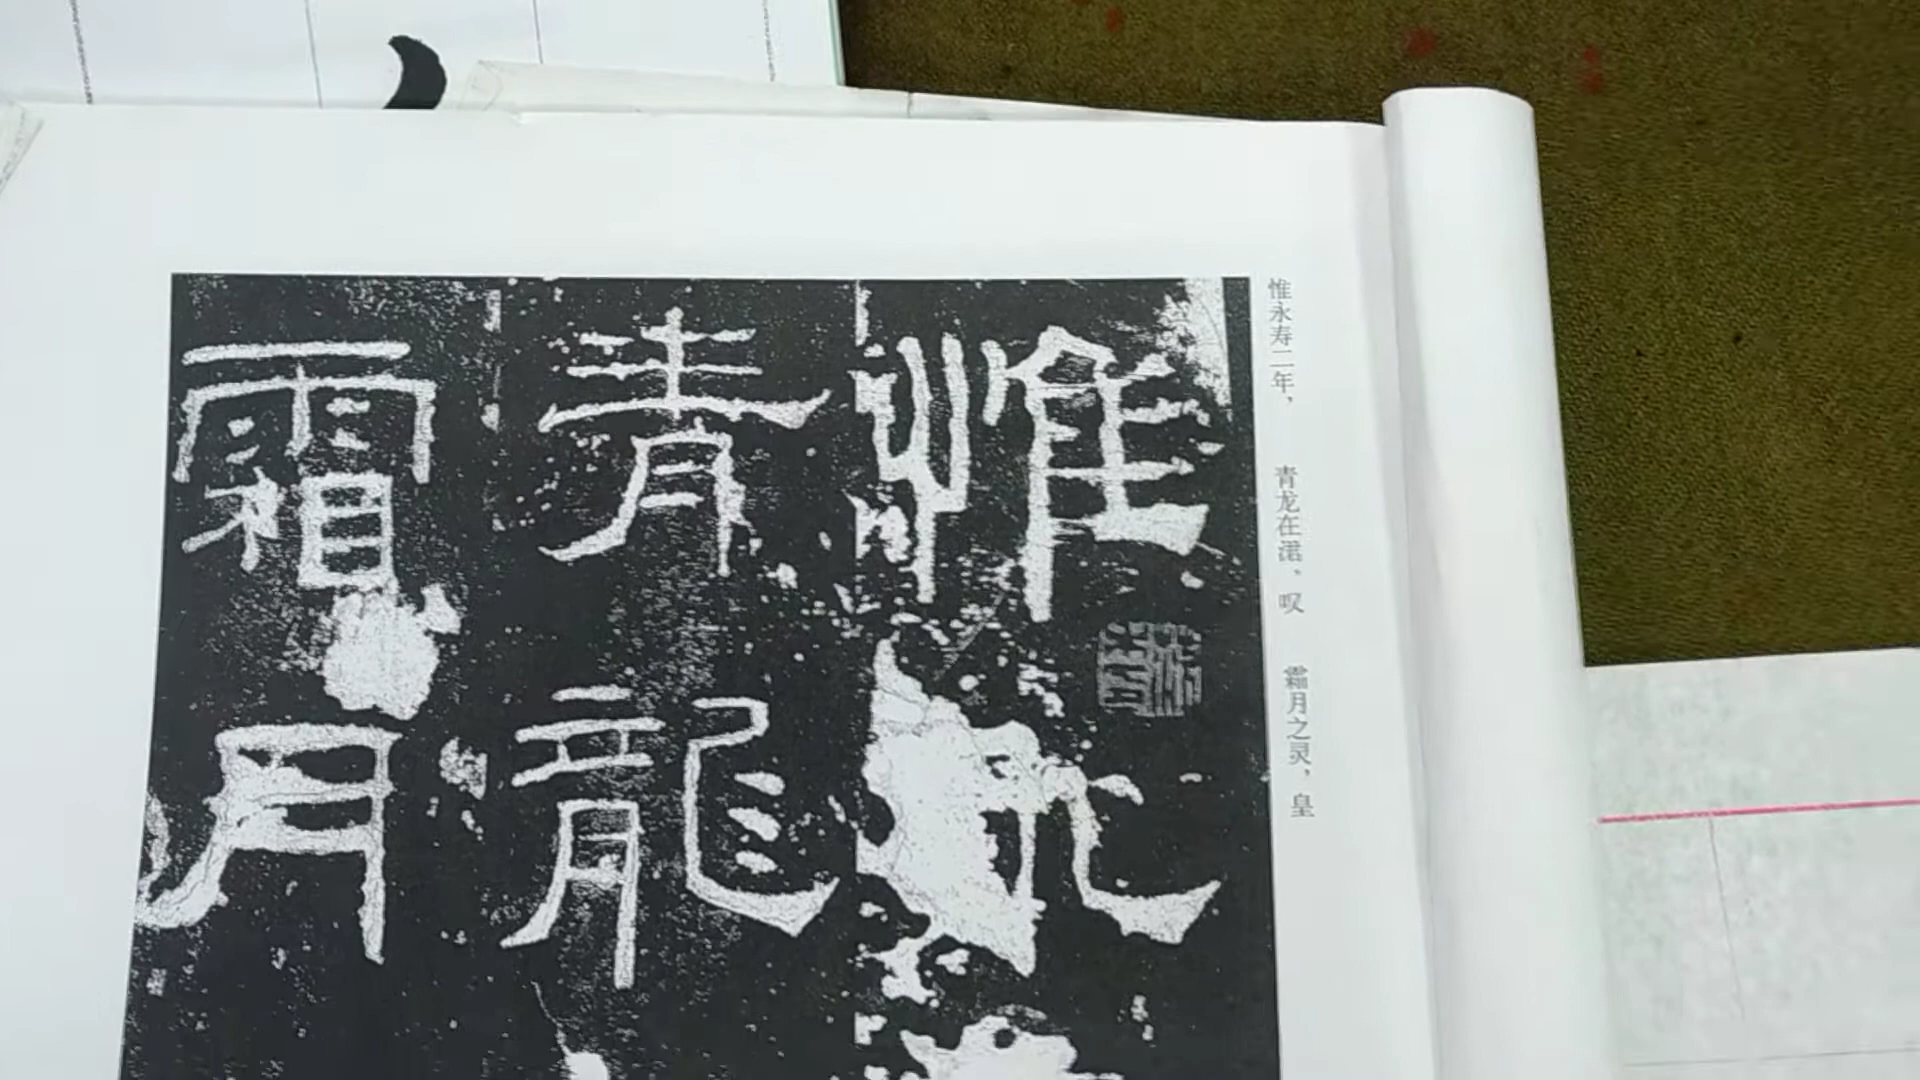 惟永寿二年，
青龙在涒，叹
霜月之灵，皇
惟永
青龍
霜月